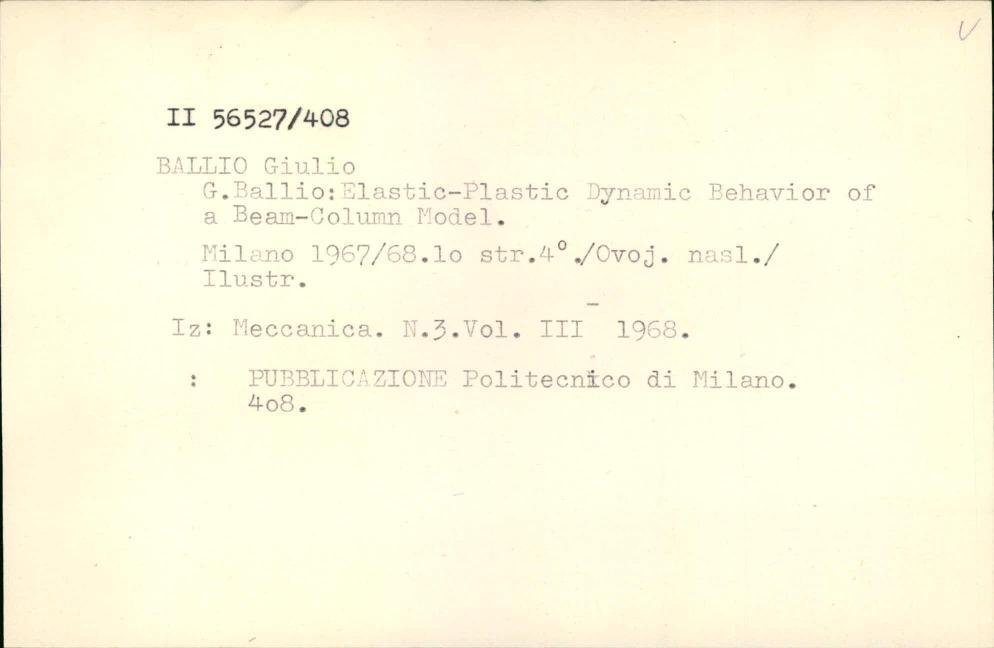 V
II 56527/408
BALLIO Giulio
G.Ballio:Elastic-Plastic Dynamic Behavior of
a Beam-Column Model.
Milano 1967/68.lo str.4°./Ovoj. nasl./
Ilustr.
Iz: Meccanica. N.3.Vol. III 1968.
: PUBBLICAZIONE Politecnico di Milano.
4o8.